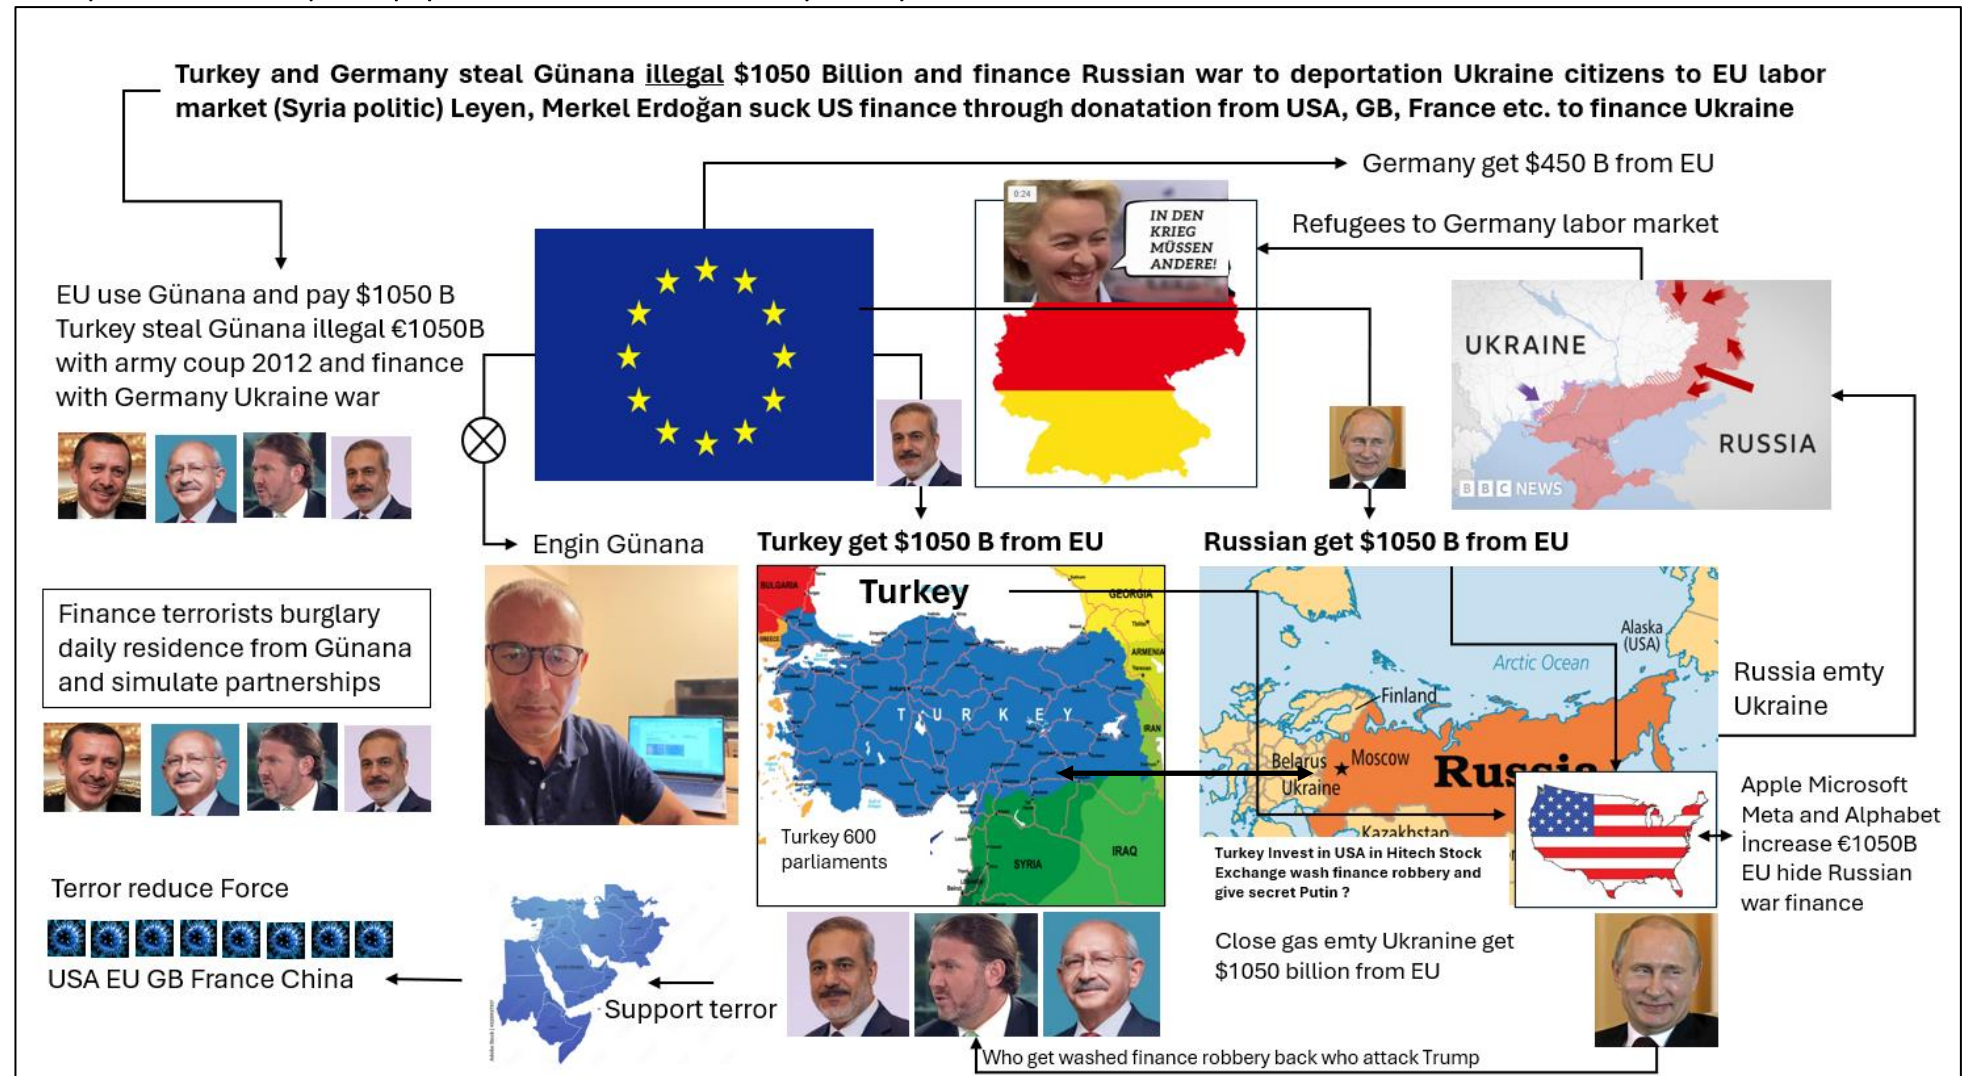 Turkey and Germany steal Günana illegal $1050 Billion and finance Russian war to deportation Ukraine citizens to EU labor
market (Syria politic) Leyen, Merkel Erdoğan suck US finance through donatation from USA, GB, France etc. to finance Ukraine
Germany get $450 B from EU
0:24
IN DEN
KRIEG
MÜSSEN
ANDERE!
Refugees to Germany labor market
EU use Günana and pay $1050 B
Turkey steal Günana illegal €1050B
with army coup 2012 and finance
with Germany Ukraine war
UKRAINE
RUSSIA
BBC NEWS
Engin Günana
Turkey get $1050 B from EU
Russian get $1050 B from EU
Finance terrorists burglary
daily residence from Günana
and simulate partnerships
BULGARIA
Turkey
GEORGIA
GREECE
ARMENIA
TURKEY
IRAN
Turkey 600
parliaments
SYRIA
IRAQ
Alaska
(USA)
Arctic Ocean
Finland
Belarus
Moscow
Ukraine
Russia
Kazakhstan
Russia emty
Ukraine
Turkey Invest in USA in Hitech Stock
Exchange wash finance robbery and
give secret Putin ?
Apple Microsoft
Meta and Alphabet
İncrease €1050B
EU hide Russian
war finance
Terror reduce Force
USA EU GB France China
Support terror
Close gas emty Ukranine get
$1050 billion from EU
Who get washed finance robbery back who attack Trump